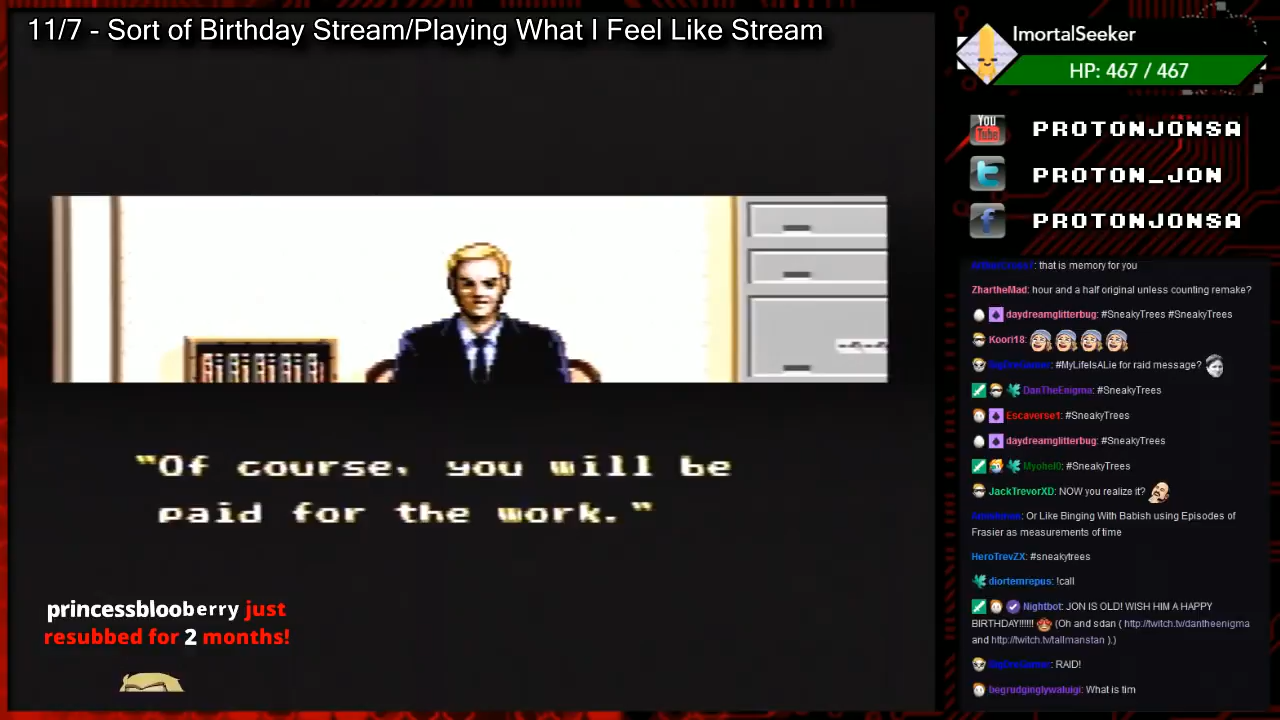 11/7 - Sort of Birthday Stream/Playing What I Feel Like Stream
ImortalSeeker
HP: 467 / 467
You
Tube
PROTONJONSA
PROTON_JON
PROTONJONSA
"Of course, you will be
paid for the work."
princessblooberry just
resubbed for 2 months!
that is memory for you
ZhartheMad: hour and a half original unless counting remake?
daydreamglitterbug: #SneakyTrees #SneakyTrees
Koori18:
#MyLifeIsALie for raid message?
DanTheEnigma: #SneakyTrees
Escaverse1: #SneakyTrees
daydreamglitterbug: #SneakyTrees
Myohel0: #SneakyTrees
JackTrevorXD: NOW you realize it?
Or Like Binging With Babish using Episodes of
Frasier as measurements of time
HeroTrevZX: #sneakytrees
diortemrepus: !call
Nightbot: JON IS OLD! WISH HIM A HAPPY
BIRTHDAY!!!!!! (Oh and sdan ( http://twitch.tv/dantheenigma
and http://twitch.tv/tallmanstan ).)
RAID!
begrudginglywaluigi: What is tim